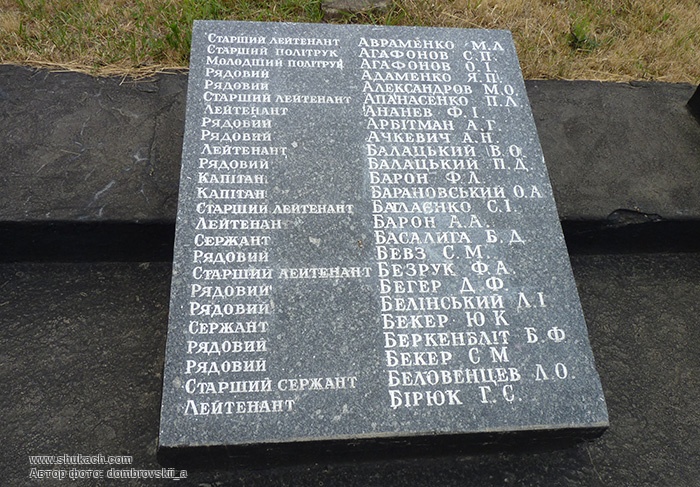 Старший лейтенант Авраменко М.Д
Старший політрук Агафонов С.П.
Молодший політрук Агафонов О.І.
Рядовий Адаменко Я.П.
Рядовий Александров М.О.
Старший лейтенант Апанасенко П.Л.
Лейтенант Ананев Ф.І.
Рядовий Арбітман А.Г.
Рядовий Ачкевич А.Н.
Лейтенант Балацький В.О.
Рядовий Балацький П.Д.
Капітан Барон Ф.Л.
Капітан Барановський О.А
Старший лейтенант Баглаєнко С.І.
Лейтенан Барон А.А.
Сержант Басалига Б.Д.
Рядовий Бевз С.М.
Старший лейтенант Безрук Ф.А.
Рядовий Бегер Д.Ф.
Рядовий Белінський Л.І
Сержант Бекер Ю К
Рядовий Беркенбліт Б.Ф
Рядовий Бекер С М
Старший сержант Беловенцев Л.О.
Лейтенант Бірюк Г.С.
www.shukach.com
Автор фото: dombrovskii_a